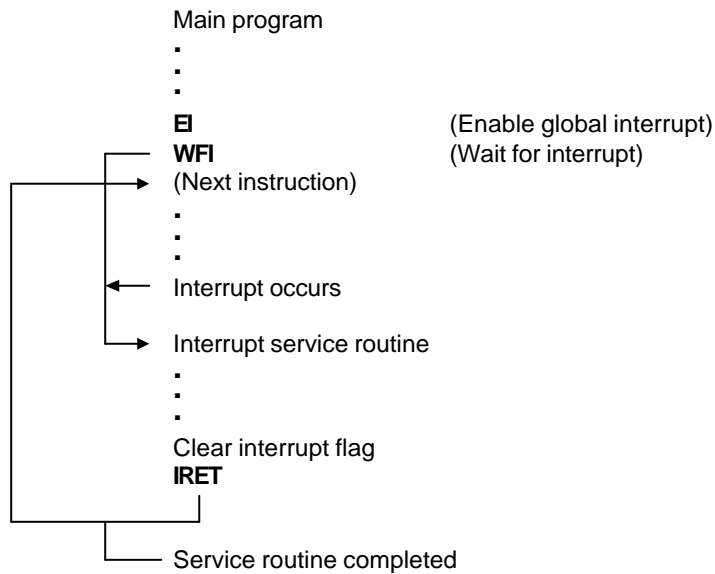 Main program
.
.
.
EI (Enable global interrupt)
WFI (Wait for interrupt)
(Next instruction)
.
.
.
Interrupt occurs
Interrupt service routine
.
.
.
Clear interrupt flag
IRET
Service routine completed